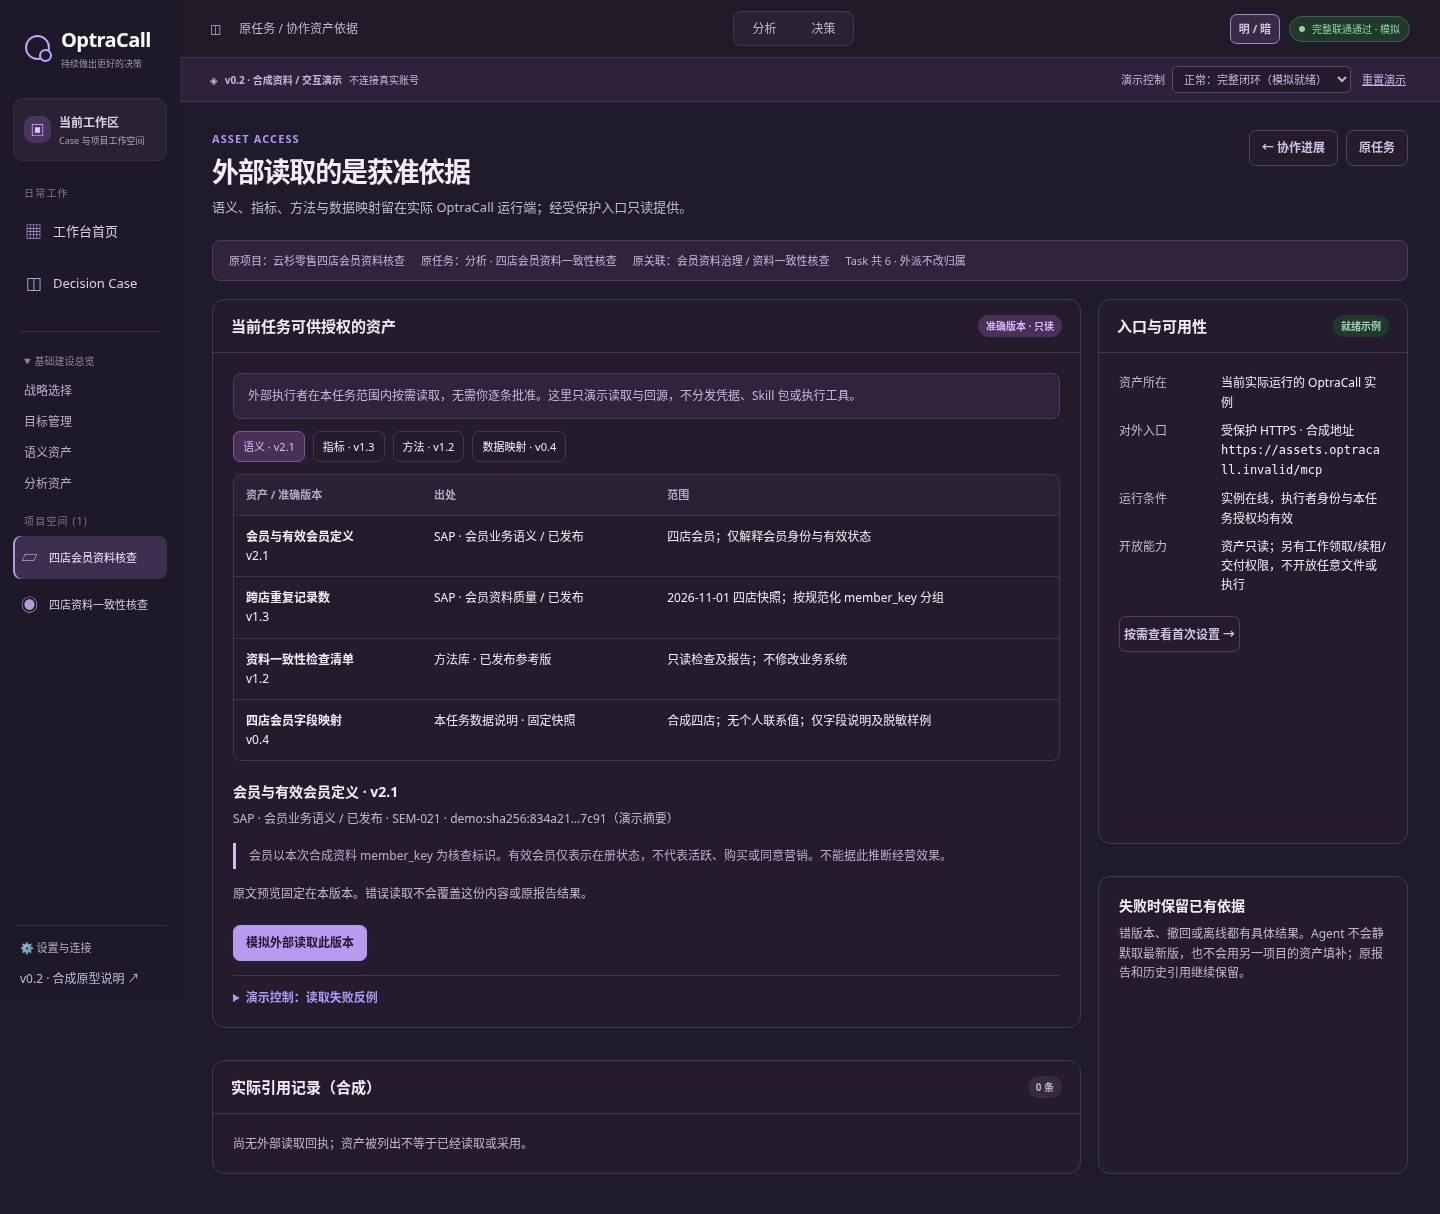 OptraCall
持续做出更好的决策
当前工作区
Case 与项目工作空间
日常工作
工作台首页
Decision Case
▼ 基础建设总览
战略选择
目标管理
语义资产
分析资产
项目空间 (1)
四店会员资料核查
四店资料一致性核查
⚙️ 设置与连接
v0.2 · 合成原型说明 ↗
原任务 / 协作资产依据
分析 决策
明 / 暗
完整联通通过 · 模拟
◈ v0.2 · 合成资料 / 交互演示 不连接真实账号
演示控制 正常：完整闭环（模拟就绪） 重置演示
ASSET ACCESS
外部读取的是获准依据
语义、指标、方法与数据映射留在实际 OptraCall 运行端；经受保护入口只读提供。
← 协作进展 原任务
原项目：云杉零售四店会员资料核查 原任务：分析 · 四店会员资料一致性核查 原关联：会员资料治理 / 资料一致性核查 Task 共 6 · 外派不改归属
当前任务可供授权的资产
准确版本 · 只读
外部执行者在本任务范围内按需读取，无需你逐条批准。这里只演示读取与回源，不分发凭据、Skill 包或执行工具。
语义 · v2.1 指标 · v1.3 方法 · v1.2 数据映射 · v0.4
资产 / 准确版本 出处 范围
会员与有效会员定义 SAP · 会员业务语义 / 已发布 四店会员；仅解释会员身份与有效状态
v2.1
跨店重复记录数 SAP · 会员资料质量 / 已发布 2026-11-01 四店快照；按规范化 member_key 分组
v1.3
资料一致性检查清单 方法库 · 已发布参考版 只读检查及报告；不修改业务系统
v1.2
四店会员字段映射 本任务数据说明 · 固定快照 合成四店；无个人联系值；仅字段说明及脱敏样例
v0.4
会员与有效会员定义 · v2.1
SAP · 会员业务语义 / 已发布 · SEM-021 · demo:sha256:834a21…7c91（演示摘要）
会员以本次合成资料 member_key 为核查标识。有效会员仅表示在册状态，不代表活跃、购买或同意营销。不能据此推断经营效果。
原文预览固定在本版本。错误读取不会覆盖这份内容或原报告结果。
模拟外部读取此版本
▶ 演示控制：读取失败反例
实际引用记录（合成）
0 条
尚无外部读取回执；资产被列出不等于已经读取或采用。
入口与可用性
就绪示例
资产所在 当前实际运行的 OptraCall 实
例
对外入口 受保护 HTTPS · 合成地址
https://assets.optraca
ll.invalid/mcp
运行条件 实例在线，执行者身份与本任
务授权均有效
开放能力 资产只读；另有工作领取/续租/
交付权限，不开放任意文件或
执行
按需查看首次设置 →
失败时保留已有依据
错版本、撤回或离线都有具体结果。Agent 不会静
默取最新版，也不会用另一项目的资产填补；原报
告和历史引用继续保留。